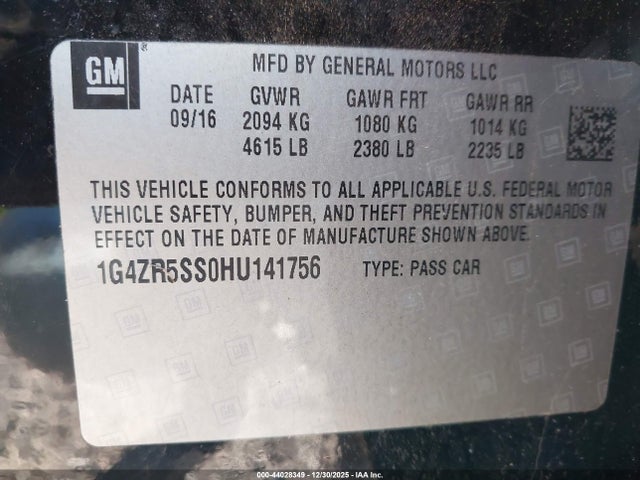 GM
MFD BY GENERAL MOTORS LLC
DATE GVWR GAWR FRT GAWR RR
09/16 2094 KG 1080 KG 1014 KG
4615 LB 2380 LB 2235 LB
THIS VEHICLE CONFORMS TO ALL APPLICABLE U.S. FEDERAL MOTOR
VEHICLE SAFETY, BUMPER, AND THEFT PREVENTION STANDARDS IN
EFFECT ON THE DATE OF MANUFACTURE SHOWN ABOVE.
1G4ZR5SS0HU141756 TYPE: PASS CAR
000-44028349 - 12/30/2025 - IAAI.COM